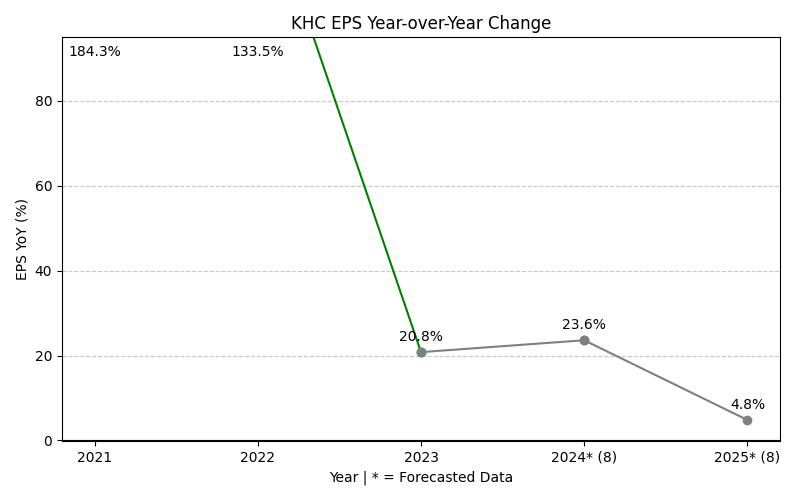 KHC EPS Year-over-Year Change
184.3%
133.5%
80
60
EPS YoY (%)
40
20.8%
23.6%
20
4.8%
0
2021 2022 2023 2024* (8) 2025* (8)
Year | * = Forecasted Data